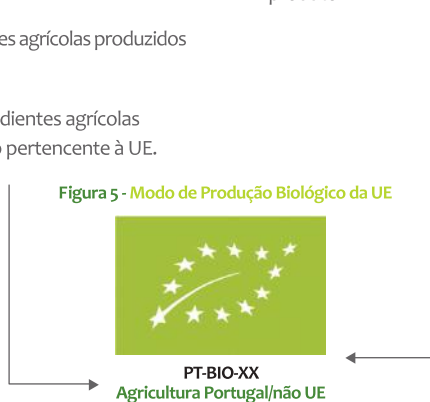 es agrícolas produzidos
dientes agrícolas
pertencente à UE.
Figura 5 - Modo de Produção Biológico da UE
PT-BIO-XX
Agricultura Portugal/não UE